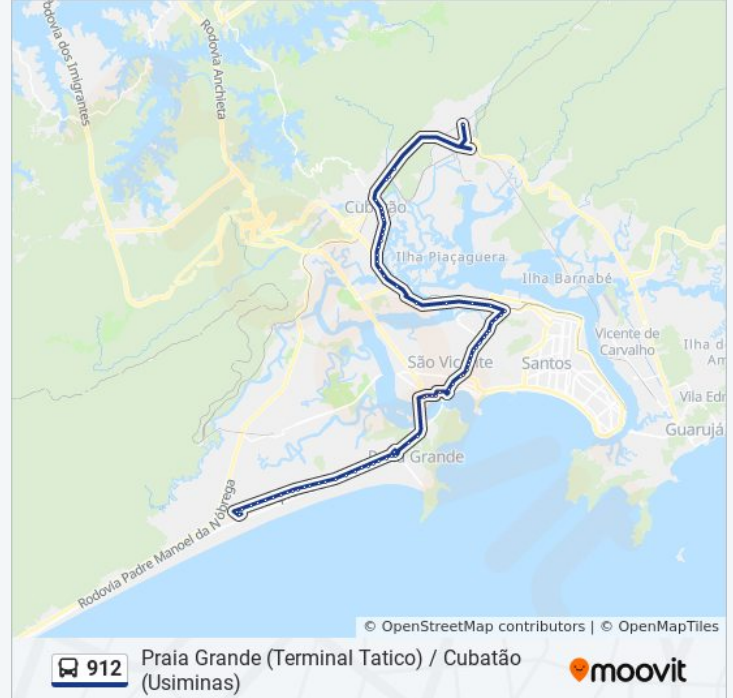 odovia dos Imigrantes
Rodovia Anchieta
Cubatão
Ilha Piaçaguera
Ilha Barnabé
Vicente de
Carvalho
Ilha d
Am
São Vicente
Santos
Vila Edr
Guarujá
Praia Grande
Rodovia Padre Manoel da Nóbrega
© OpenStreetMap contributors | © OpenMapTiles
912
Praia Grande (Terminal Tatico) / Cubatão
(Usiminas)
moovit